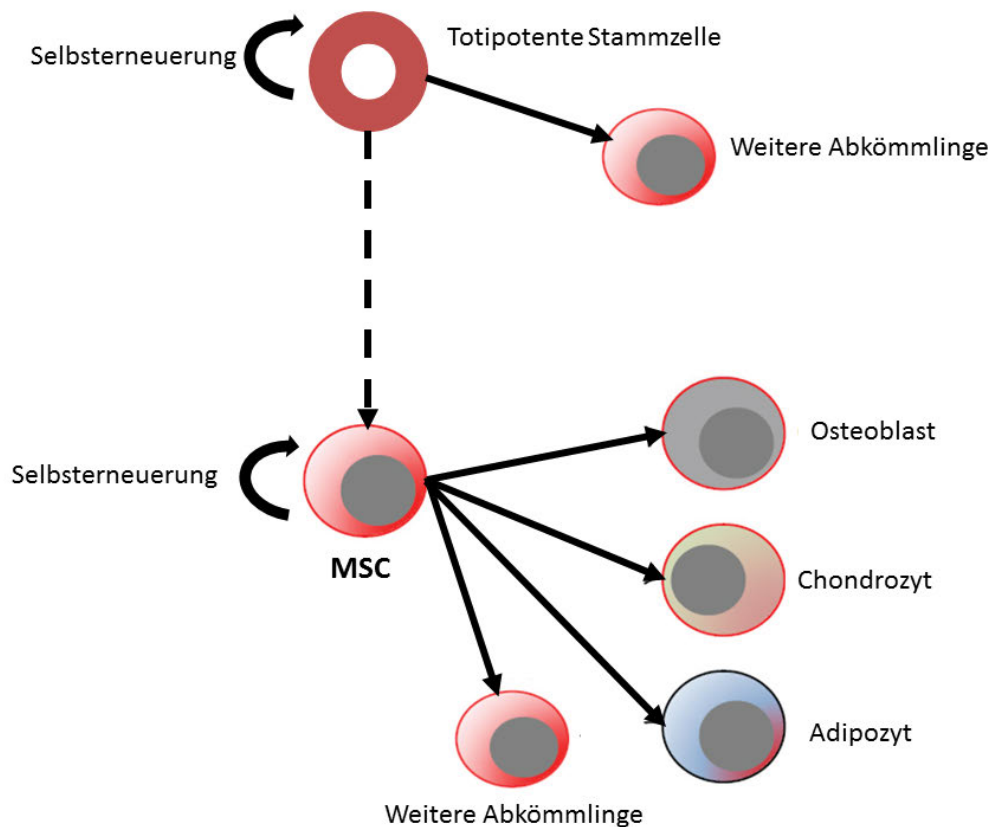 Totipotente Stammzelle
Selbsterneuerung
Weitere Abkömmlinge
Osteoblast
Selbsterneuerung
MSC
Chondrozyt
Adipozyt
Weitere Abkömmlinge